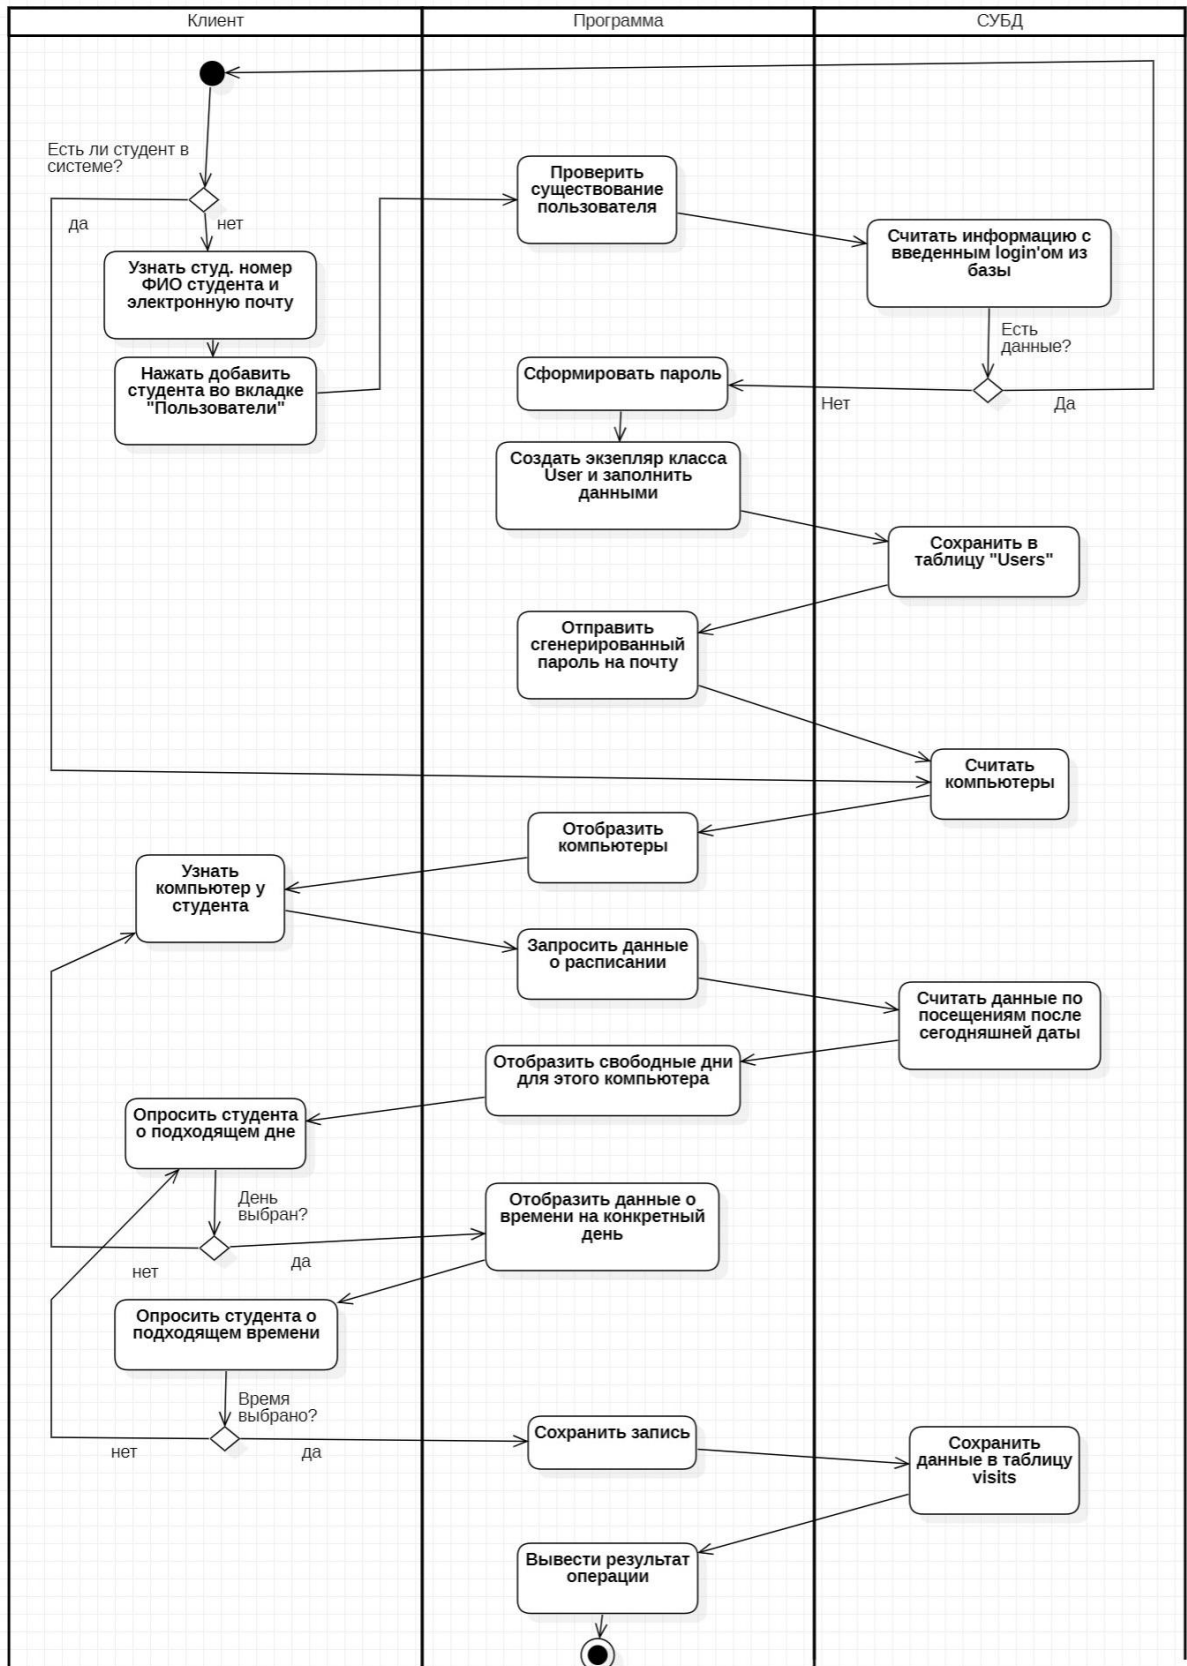 Клиент
Программа
СУБД
Есть ли студент в
системе?
да
нет
Узнать студ. номер
ФИО студента и
электронную почту
Нажать добавить
студента во вкладке
"Пользователи"
Проверить
существование
пользователя
Считать информацию с
введенным login'ом из
базы
Есть
данные?
Нет
Да
Сформировать пароль
Создать экзепляр класса
User и заполнить
данными
Сохранить в
таблицу "Users"
Отправить
сгенерированный
пароль на почту
Считать
компьютеры
Отобразить
компьютеры
Узнать
компьютер у
студента
Запросить данные
о расписании
Считать данные по
посещениям после
сегодняшней даты
Отобразить свободные дни
для этого компьютера
Опросить студента
о подходящем дне
День
выбран?
нет
да
Отобразить данные о
времени на конкретный
день
Опросить студента о
подходящем времени
Время
выбрано?
нет
да
Сохранить запись
Сохранить
данные в таблицу
visits
Вывести результат
операции